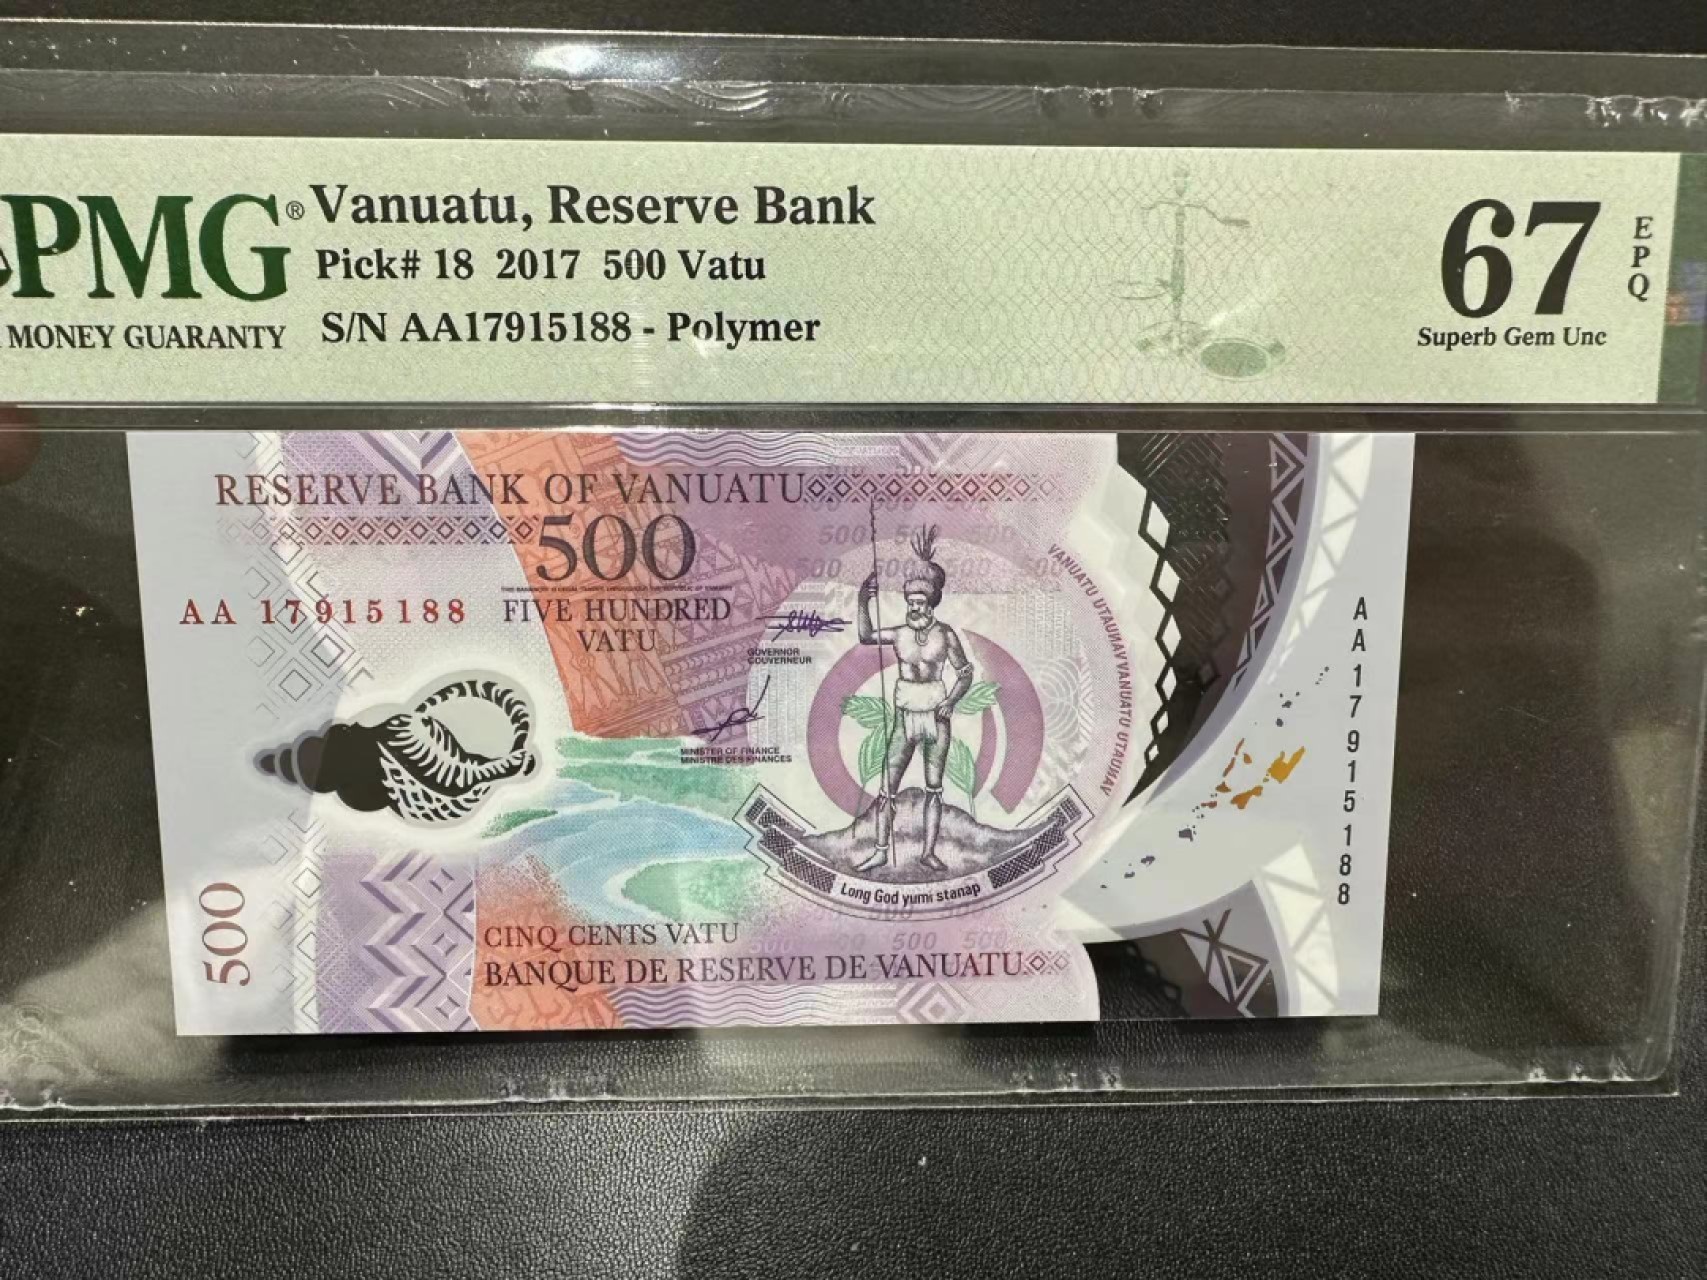 PMG® Vanuatu, Reserve Bank
Pick# 18 2017 500 Vatu
MONEY GUARANTY
S/N AA17915188 - Polymer
67
EPQ
Superb Gem Unc
RESERVE BANK OF VANUATU
500
AA 17915188
FIVE HUNDRED
VATU
GOVERNOR
GOUVERNEUR
MINISTER OF FINANCE
MINISTRE DES FINANCES
VANUATU UTAUNAV VANUATU UTAUNAV
AA17915188
Long God yumi stanap
500
CINQ CENTS VATU
BANQUE DE RESERVE DE VANUATU